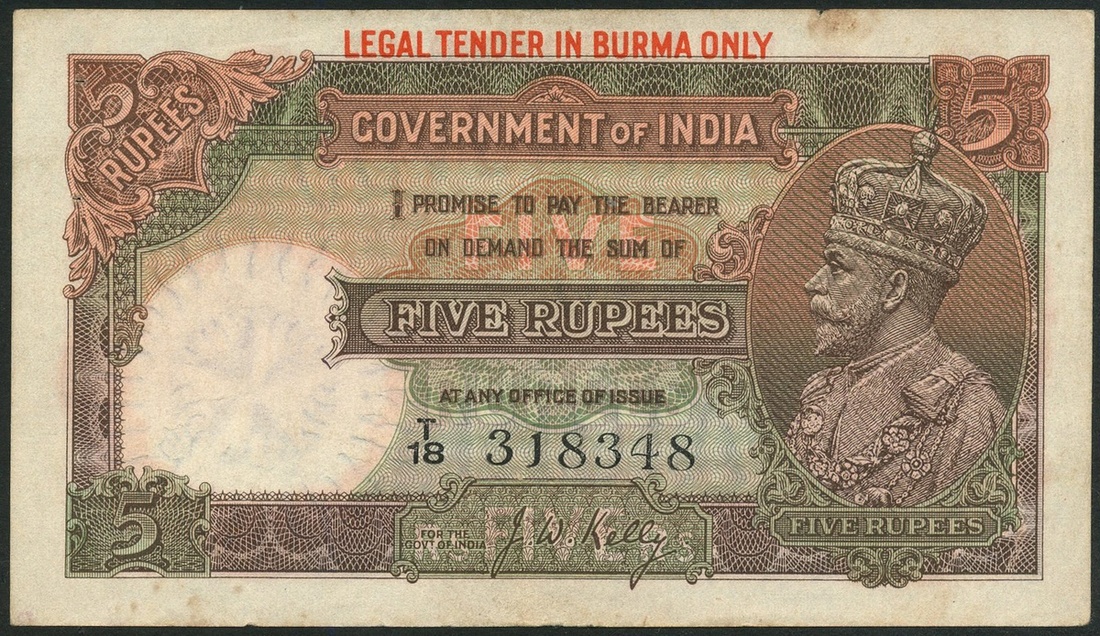 LEGAL TENDER IN BURMA ONLY
5
RUPEES
5
GOVERNMENT OF INDIA
I PROMISE TO PAY THE BEARER
FIVE
ON DEMAND THE SUM OF
FIVE RUPEES
AT ANY OFFICE OF ISSUE
T/18 318348
5
FOR THE
GOVT OF INDIA
FIVE
J. W. Kelly
FIVE RUPEES